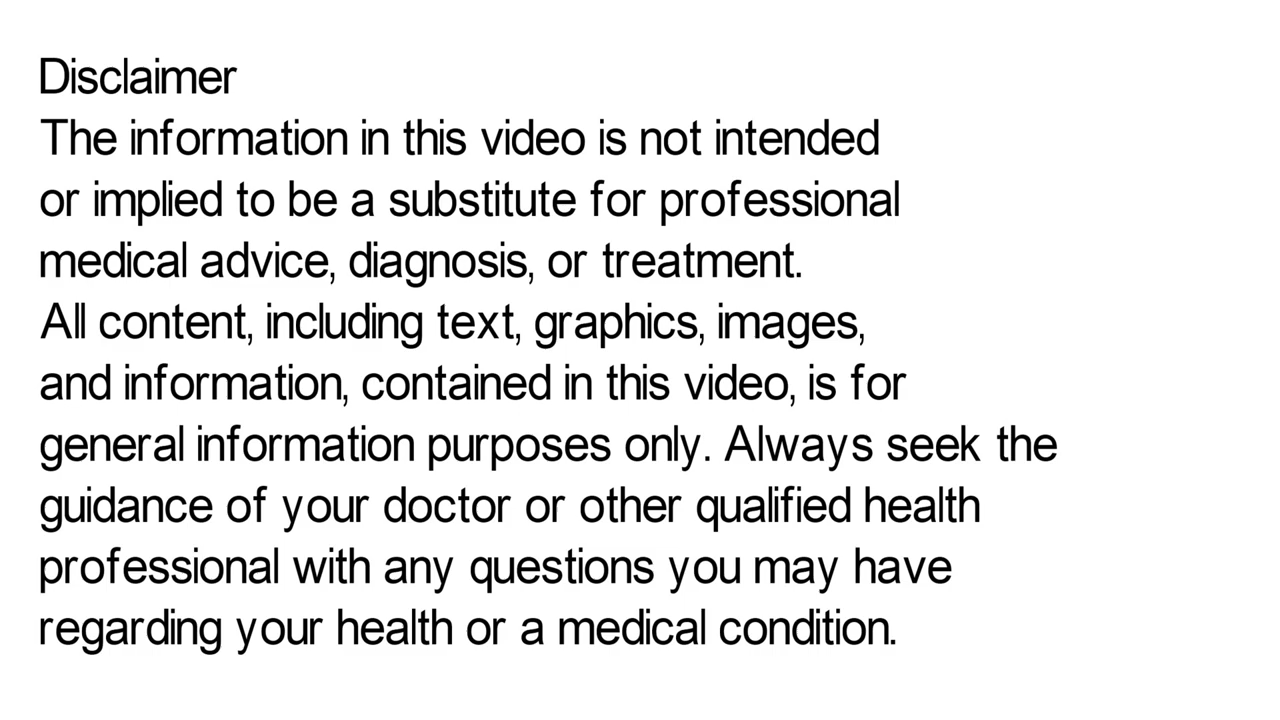 Disclaimer
The information in this video is not intended
or implied to be a substitute for professional
medical advice, diagnosis, or treatment.
All content, including text, graphics, images,
and information, contained in this video, is for
general information purposes only. Always seek the
guidance of your doctor or other qualified health
professional with any questions you may have
regarding your health or a medical condition.